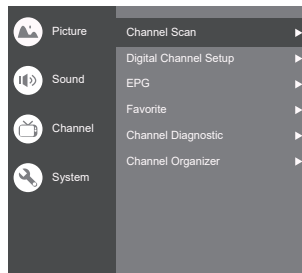 Picture
Sound
Channel
System
Channel Scan
Digital Channel Setup
EPG
Favorite
Channel Diagnostic
Channel Organizer